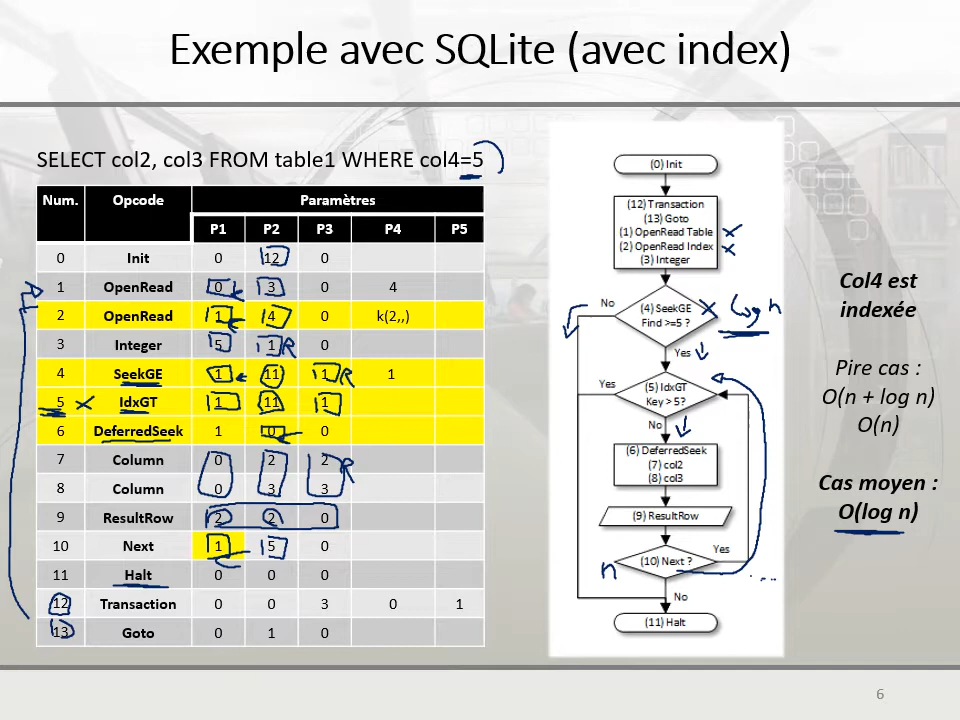 Exemple avec SQLite (avec index)
SELECT col2, col3 FROM table1 WHERE col4=5
Num. Opcode Paramètres
P1 P2 P3 P4 P5
0 Init 0 12 0
1 OpenRead 0 3 0 4
2 OpenRead 1 4 0 k(2,,)
3 Integer 5 1 0 R
4 SeekGE 1 11 1 R 1
5 IdxGT 1 11 1
6 DeferredSeek 1 0 0
7 Column 0 2 2 R
8 Column 0 3 3
9 ResultRow 2 2 0
10 Next 1 5 0
11 Halt 0 0 0
12 Transaction 0 0 3 0 1
13 Goto 0 1 0
(0) Init
(12) Transaction
(13) Goto
(1) OpenRead Table
(2) OpenRead Index
(3) Integer
No
(4) SeekGE
Find >=5 ?
Log n
Yes
Yes
(5) IdxGT
Key > 5?
No
(6) DeferredSeek
(7) col2
(8) col3
(9) ResultRow
n
(10) Next ?
Yes
No
(11) Halt
Col4 est
indexée
Pire cas :
O(n + log n)
O(n)
Cas moyen :
O(log n)
6